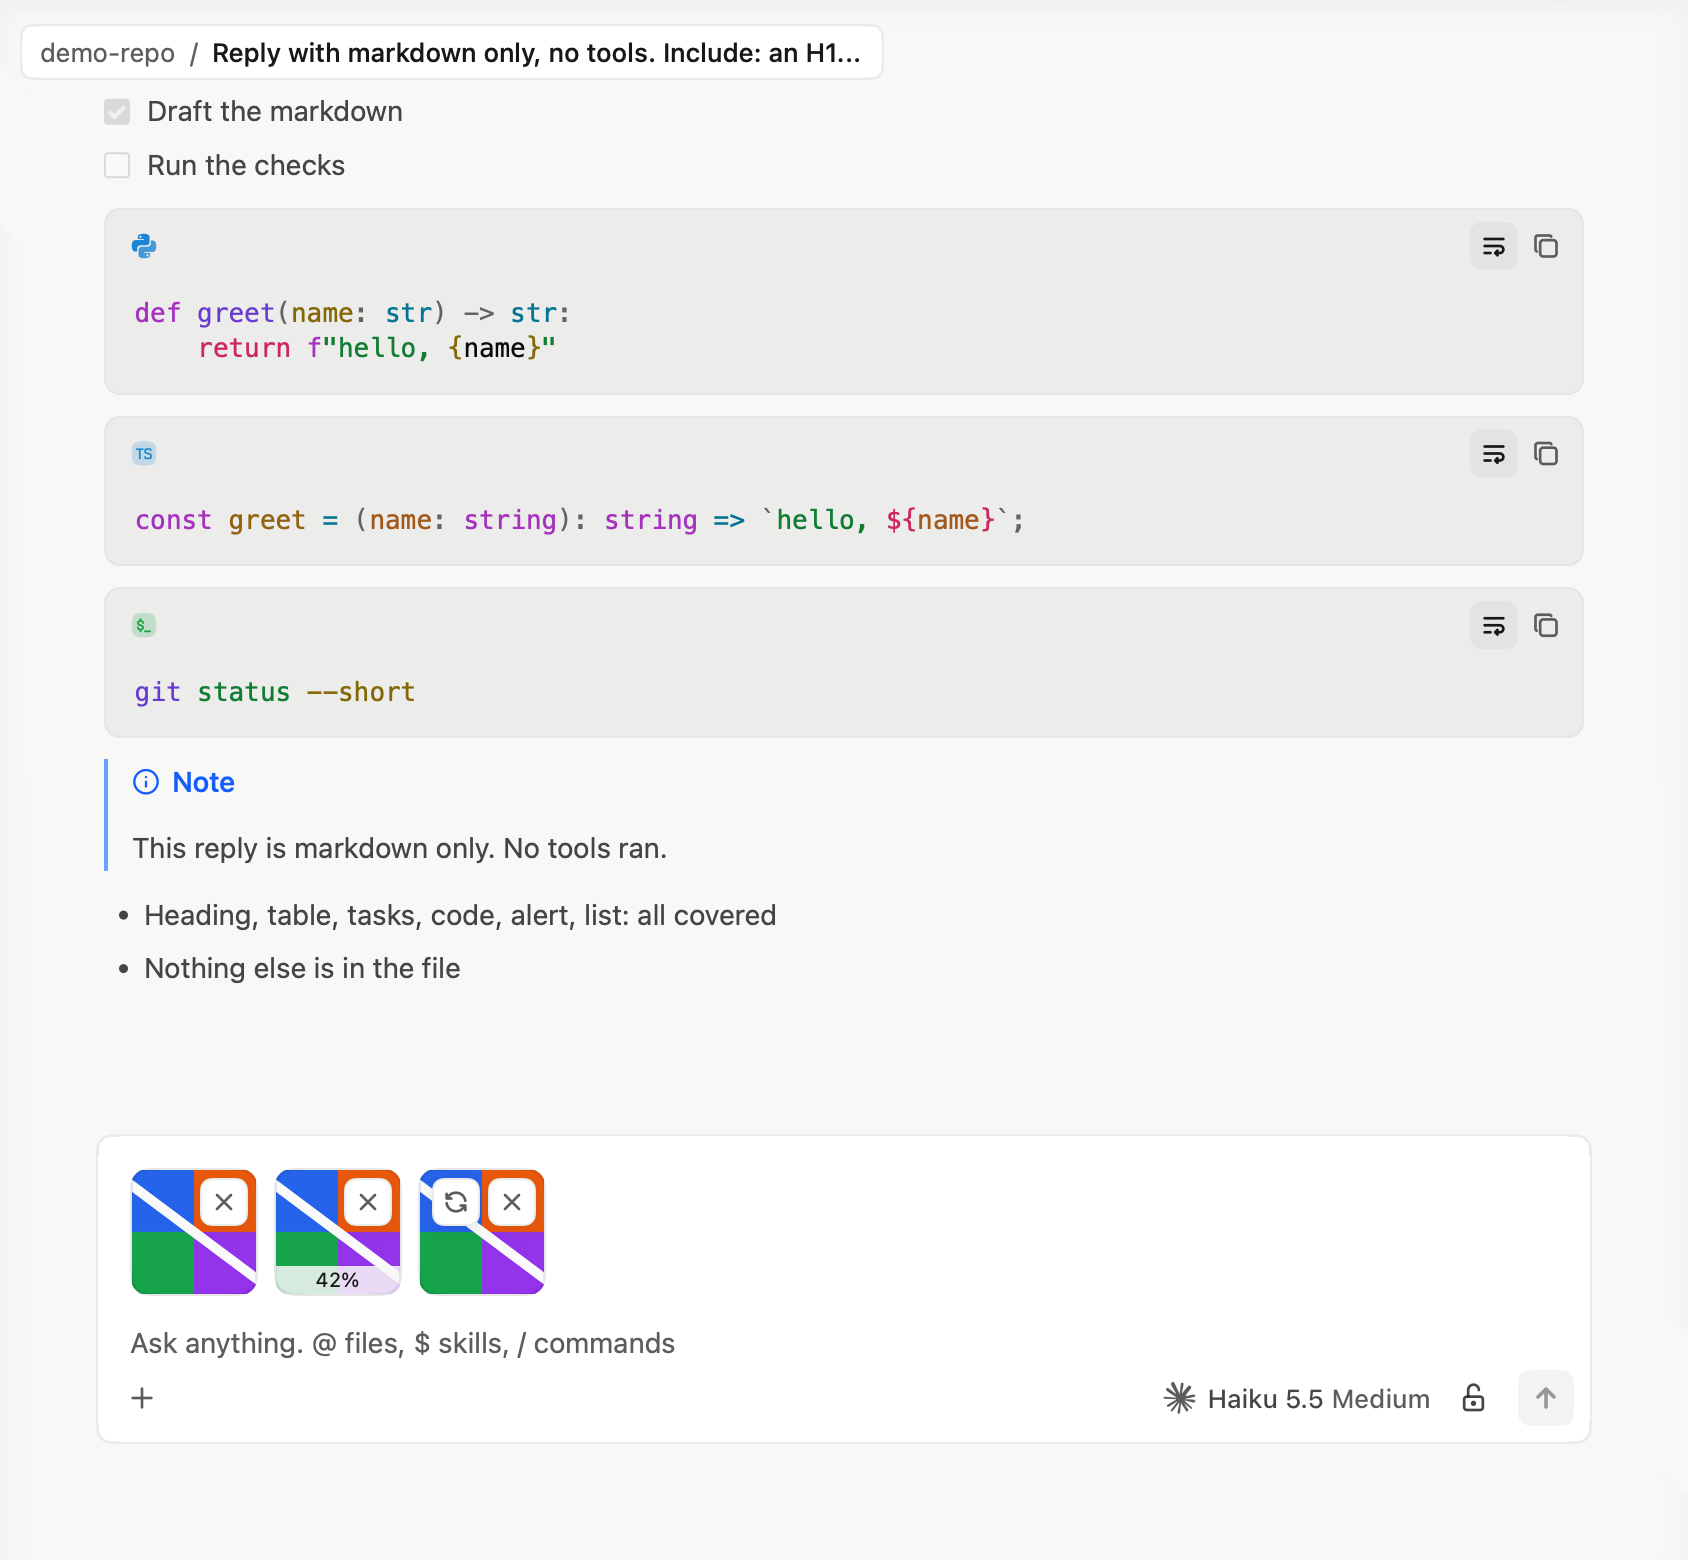 demo-repo / Reply with markdown only, no tools. Include: an H1...
Draft the markdown
Run the checks
def greet(name: str) -> str:
    return f"hello, {name}"
TS
const greet = (name: string): string => `hello, ${name}`;
$_
git status --short
Note
This reply is markdown only. No tools ran.
• Heading, table, tasks, code, alert, list: all covered
• Nothing else is in the file
42%
Ask anything. @ files, $ skills, / commands
Haiku 5.5 Medium